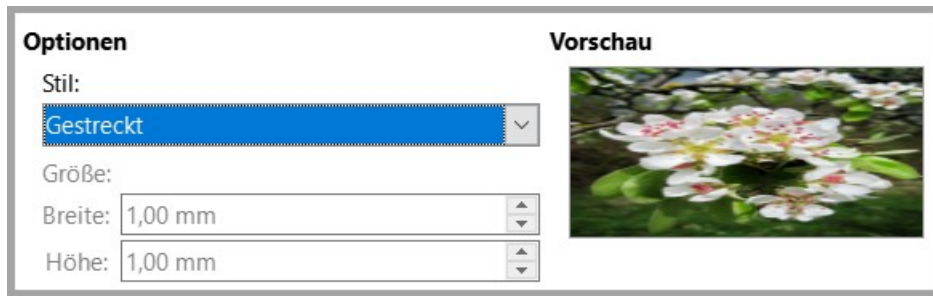 Optionen
Stil:
Gestreckt
Größe:
Breite: 1,00 mm
Höhe: 1,00 mm
Vorschau